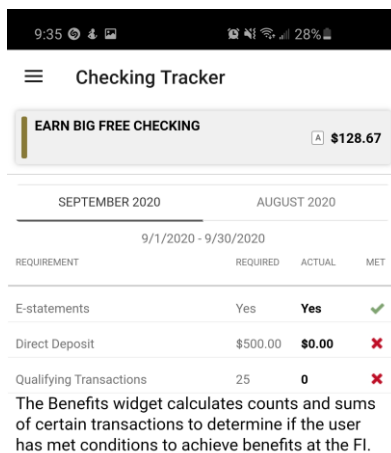 9:35 28%
Checking Tracker
EARN BIG FREE CHECKING
A $128.67
SEPTEMBER 2020 AUGUST 2020
9/1/2020 - 9/30/2020
REQUIREMENT REQUIRED ACTUAL MET
E-statements Yes Yes
Direct Deposit $500.00 $0.00
Qualifying Transactions 25 0
The Benefits widget calculates counts and sums
of certain transactions to determine if the user
has met conditions to achieve benefits at the FI.